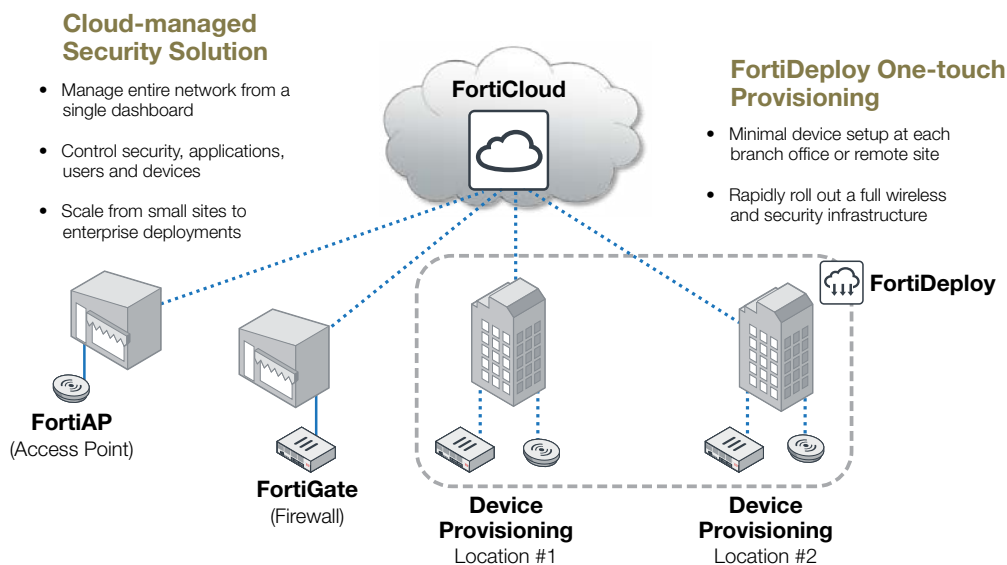 Cloud-managed
Security Solution
• Manage entire network from a
single dashboard
• Control security, applications,
users and devices
• Scale from small sites to
enterprise deployments
FortiCloud
FortiDeploy One-touch
Provisioning
• Minimal device setup at each
branch office or remote site
• Rapidly roll out a full wireless
and security infrastructure
FortiDeploy
FortiAP
(Access Point)
FortiGate
(Firewall)
Device
Provisioning
Location #1
Device
Provisioning
Location #2